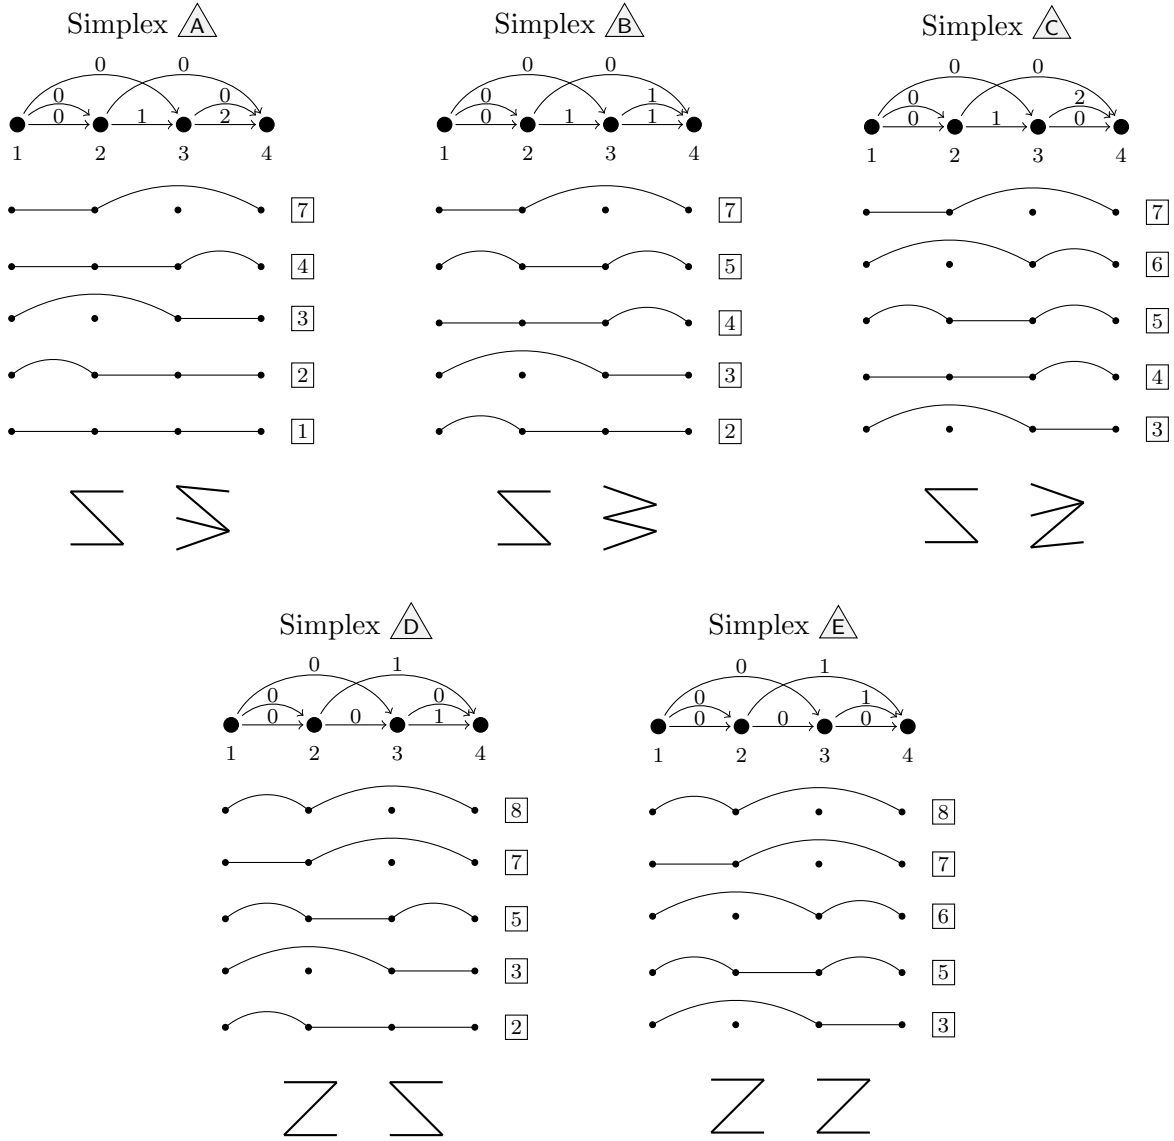 Simplex A Simplex B Simplex C
0 0 0 0 0 0
0 0 0 1 0 2
0 1 2 0 1 1 0 1 0
1 2 3 4 1 2 3 4 1 2 3 4
7 7 7
4 5 6
3 4 5
2 3 4
1 2 3
Simplex D Simplex E
0 1 0 1
0 0 0 1
0 0 1 0 0 0
1 2 3 4 1 2 3 4
8 8
7 7
5 6
3 5
2 3